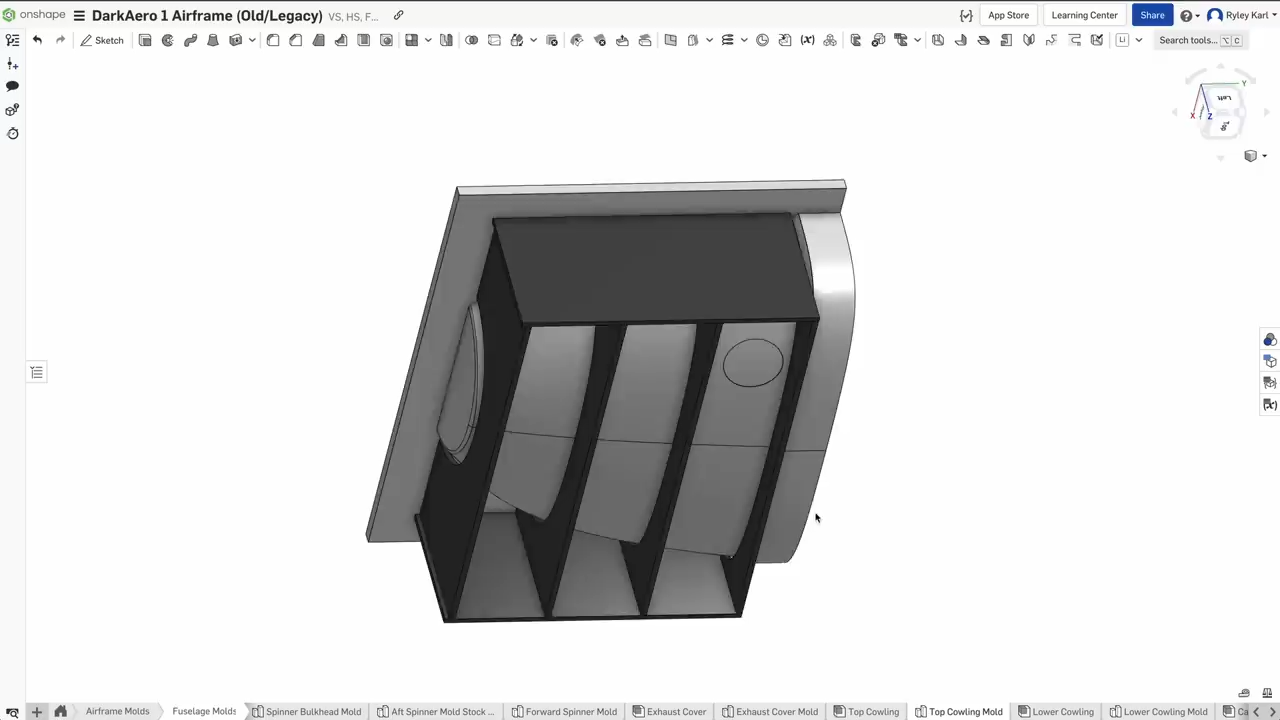 onshape DarkAero 1 Airframe (Old/Legacy) VS, HS, F... App Store Learning Center Share Ryley Karl
Sketch Search tools... ⌥ C
Y
Left
X Z
Airframe Molds Fuselage Molds Spinner Bulkhead Mold Aft Spinner Mold Stock ... Forward Spinner Mold Exhaust Cover Exhaust Cover Mold Top Cowling Top Cowling Mold Lower Cowling Lower Cowling Mold Ca